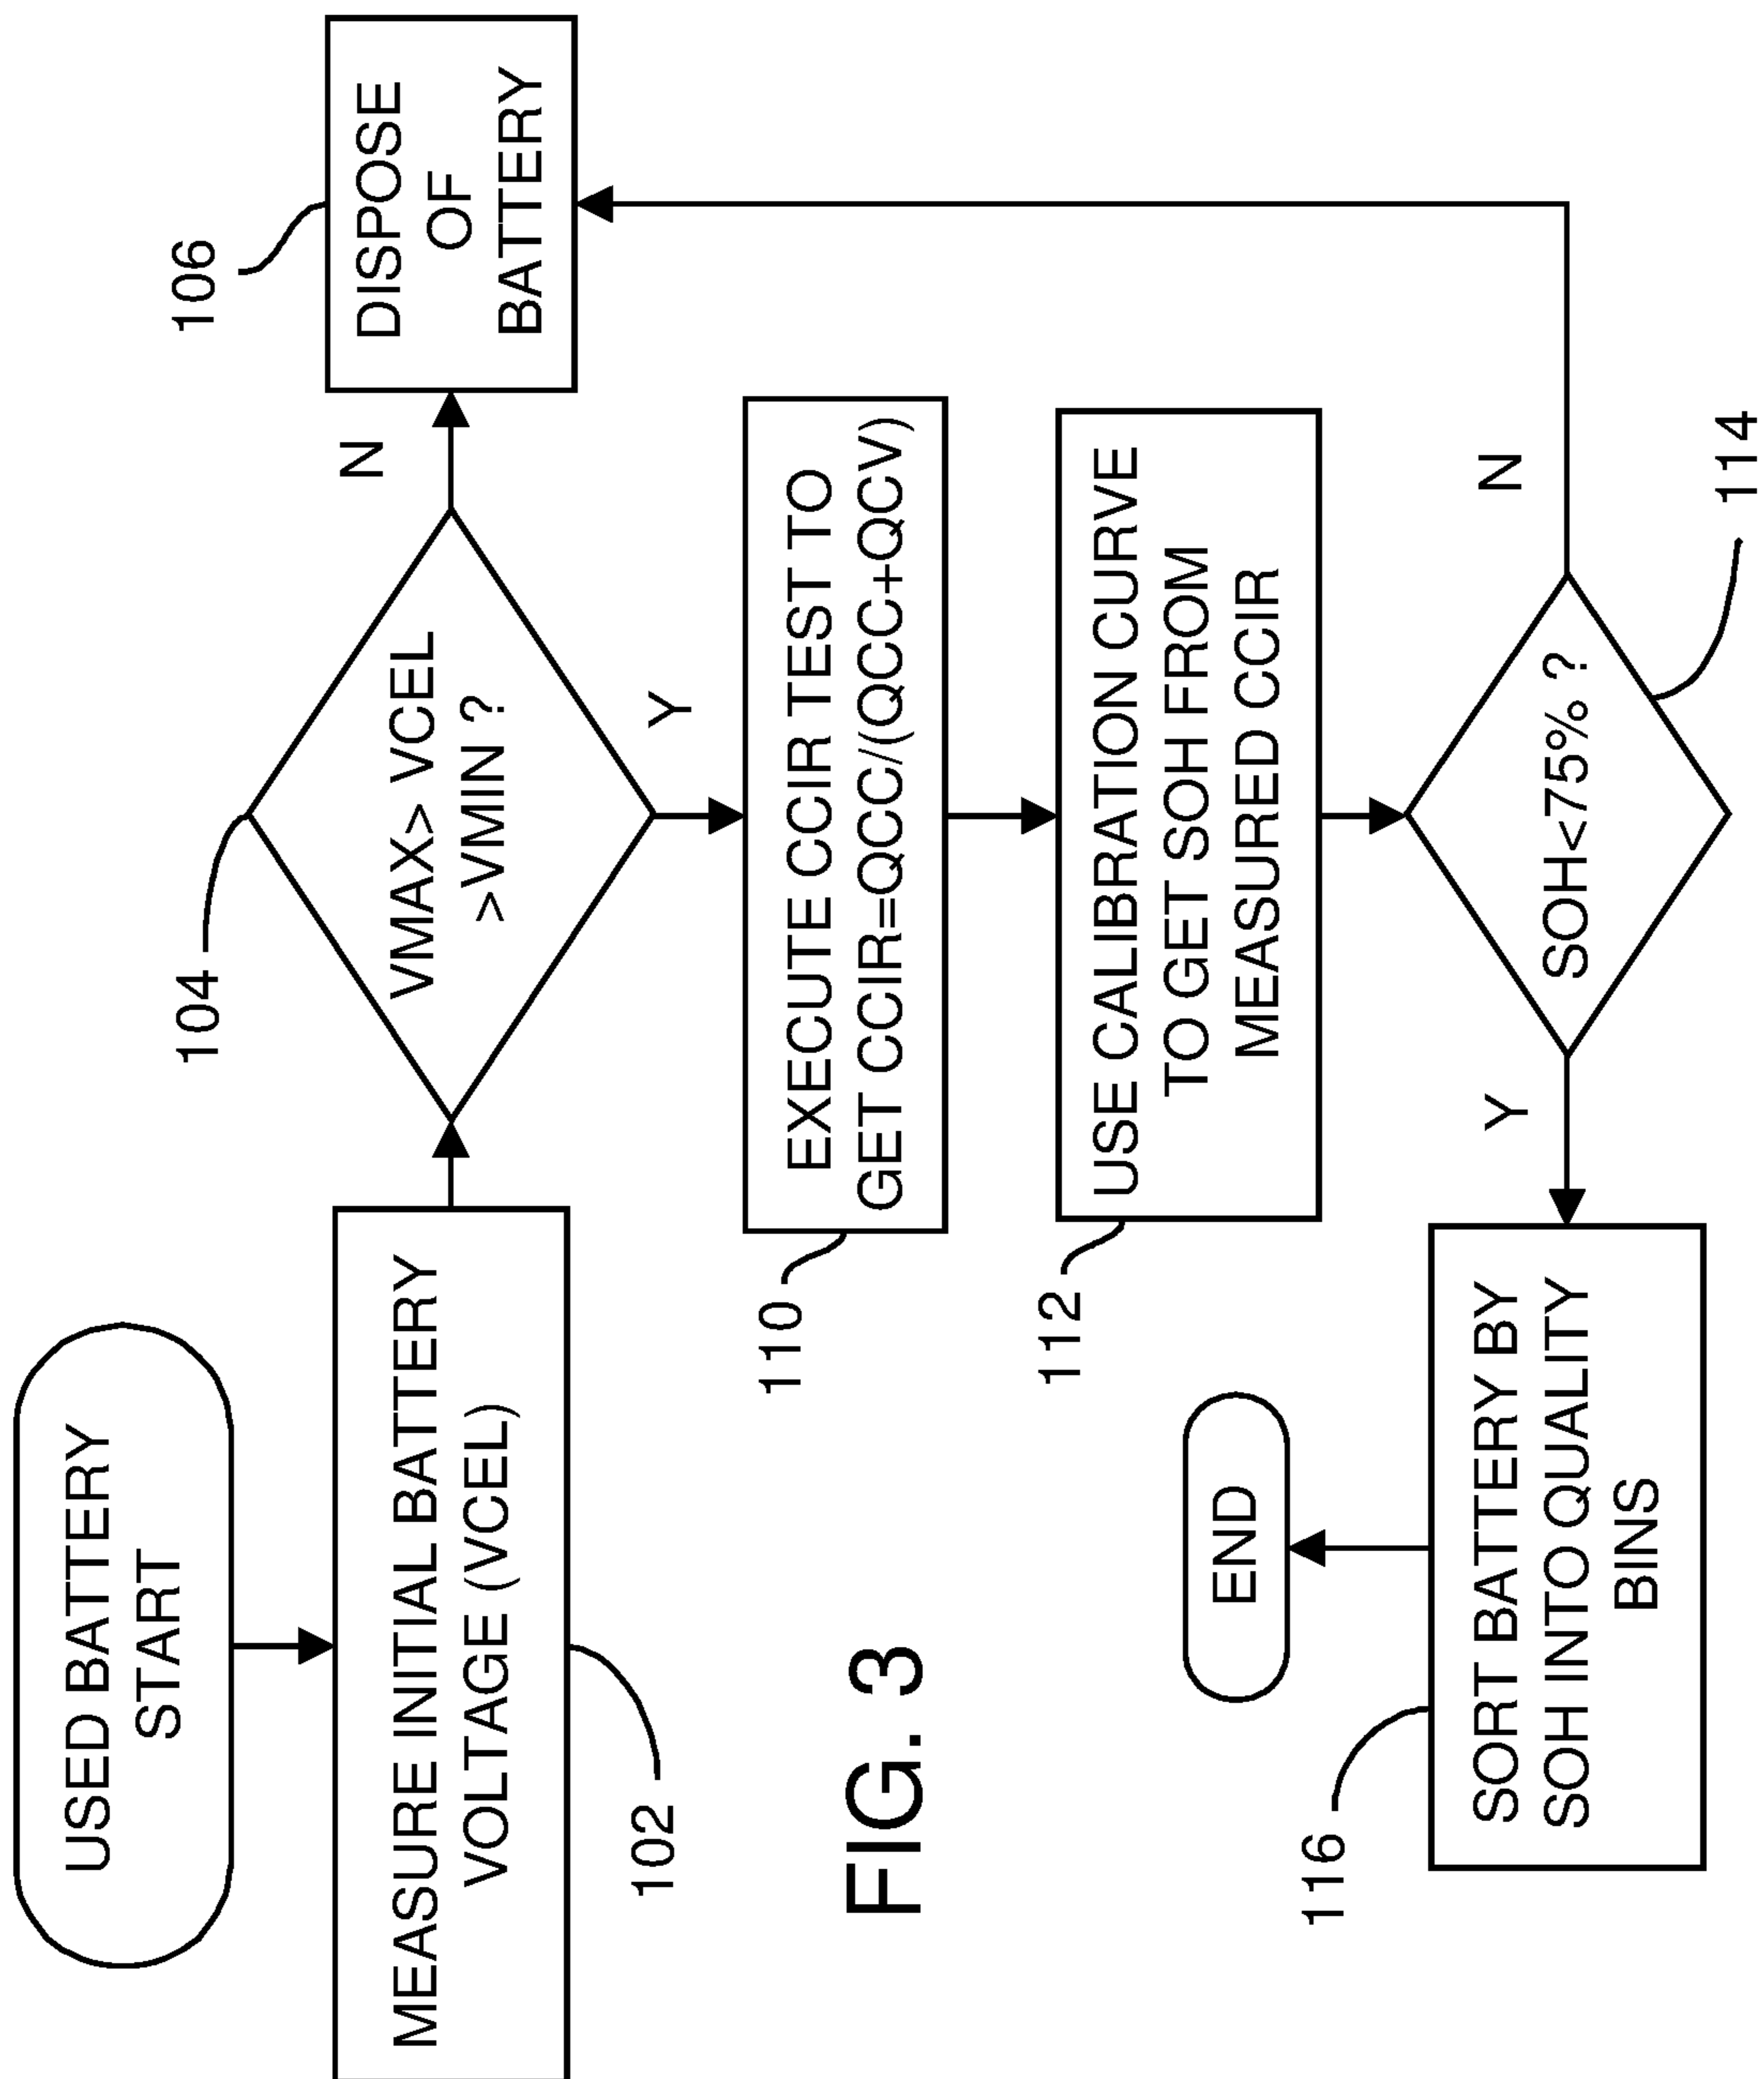 USED BATTERY
START
MEASURE INITIAL BATTERY
VOLTAGE (VCEL)
102
104
VMAX> VCEL
>VMIN ?
N
Y
106
DISPOSE
OF
BATTERY
110
EXECUTE CCIR TEST TO
GET CCIR=QCC/(QCC+QCV)
112
USE CALIBRATION CURVE
TO GET SOH FROM
MEASURED CCIR
SOH<75% ?
114
N
Y
116
SORT BATTERY BY
SOH INTO QUALITY
BINS
END
FIG. 3